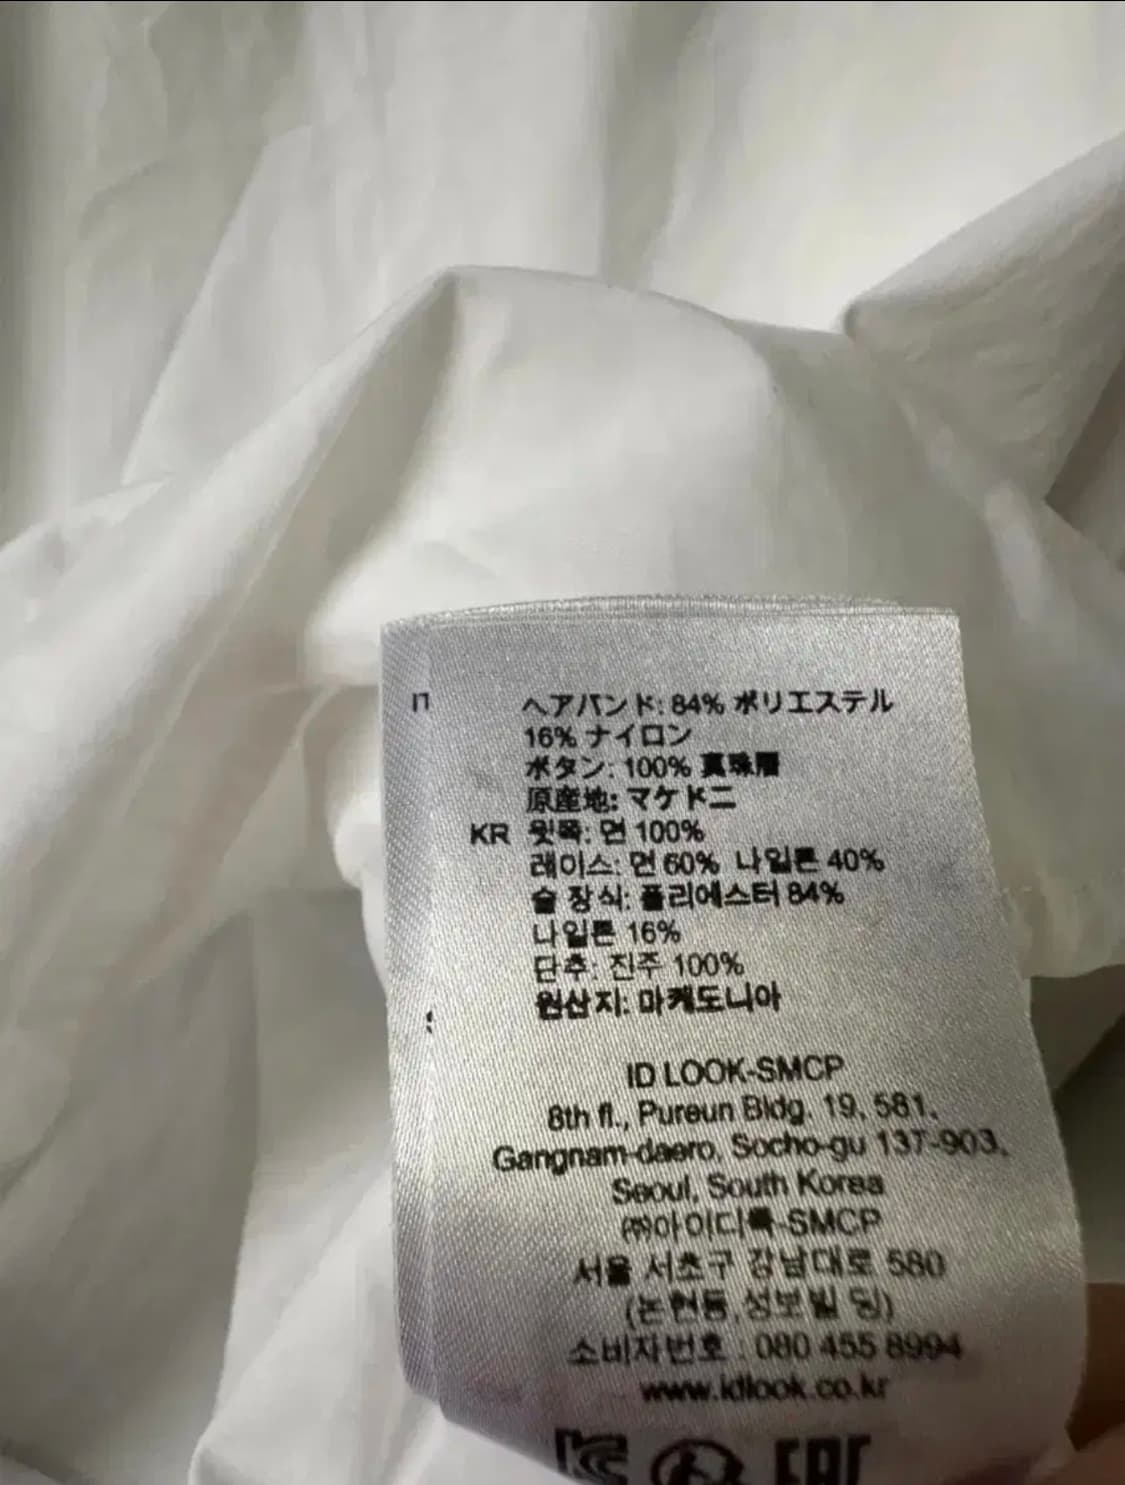 IT
ヘアバンド: 84% ポリエステル
16% ナイロン
ボタン: 100% 真珠層
原産地: マケドニ
KR 윗쪽: 면 100%
레이스: 면 60% 나일론 40%
술 장식: 폴리에스터 84%
나일론 16%
단추: 진주 100%
원산지: 마케도니아
ID LOOK-SMCP
8th fl., Pureun Bldg. 19, 581,
Gangnam-daero, Socho-gu 137-903,
Seoul, South Korea
㈜아이디룩-SMCP
서울 서초구 강남대로 580
(논현동,성보빌딩)
소비자번호 : 080 455 8994
www.idlook.co.kr
EAC